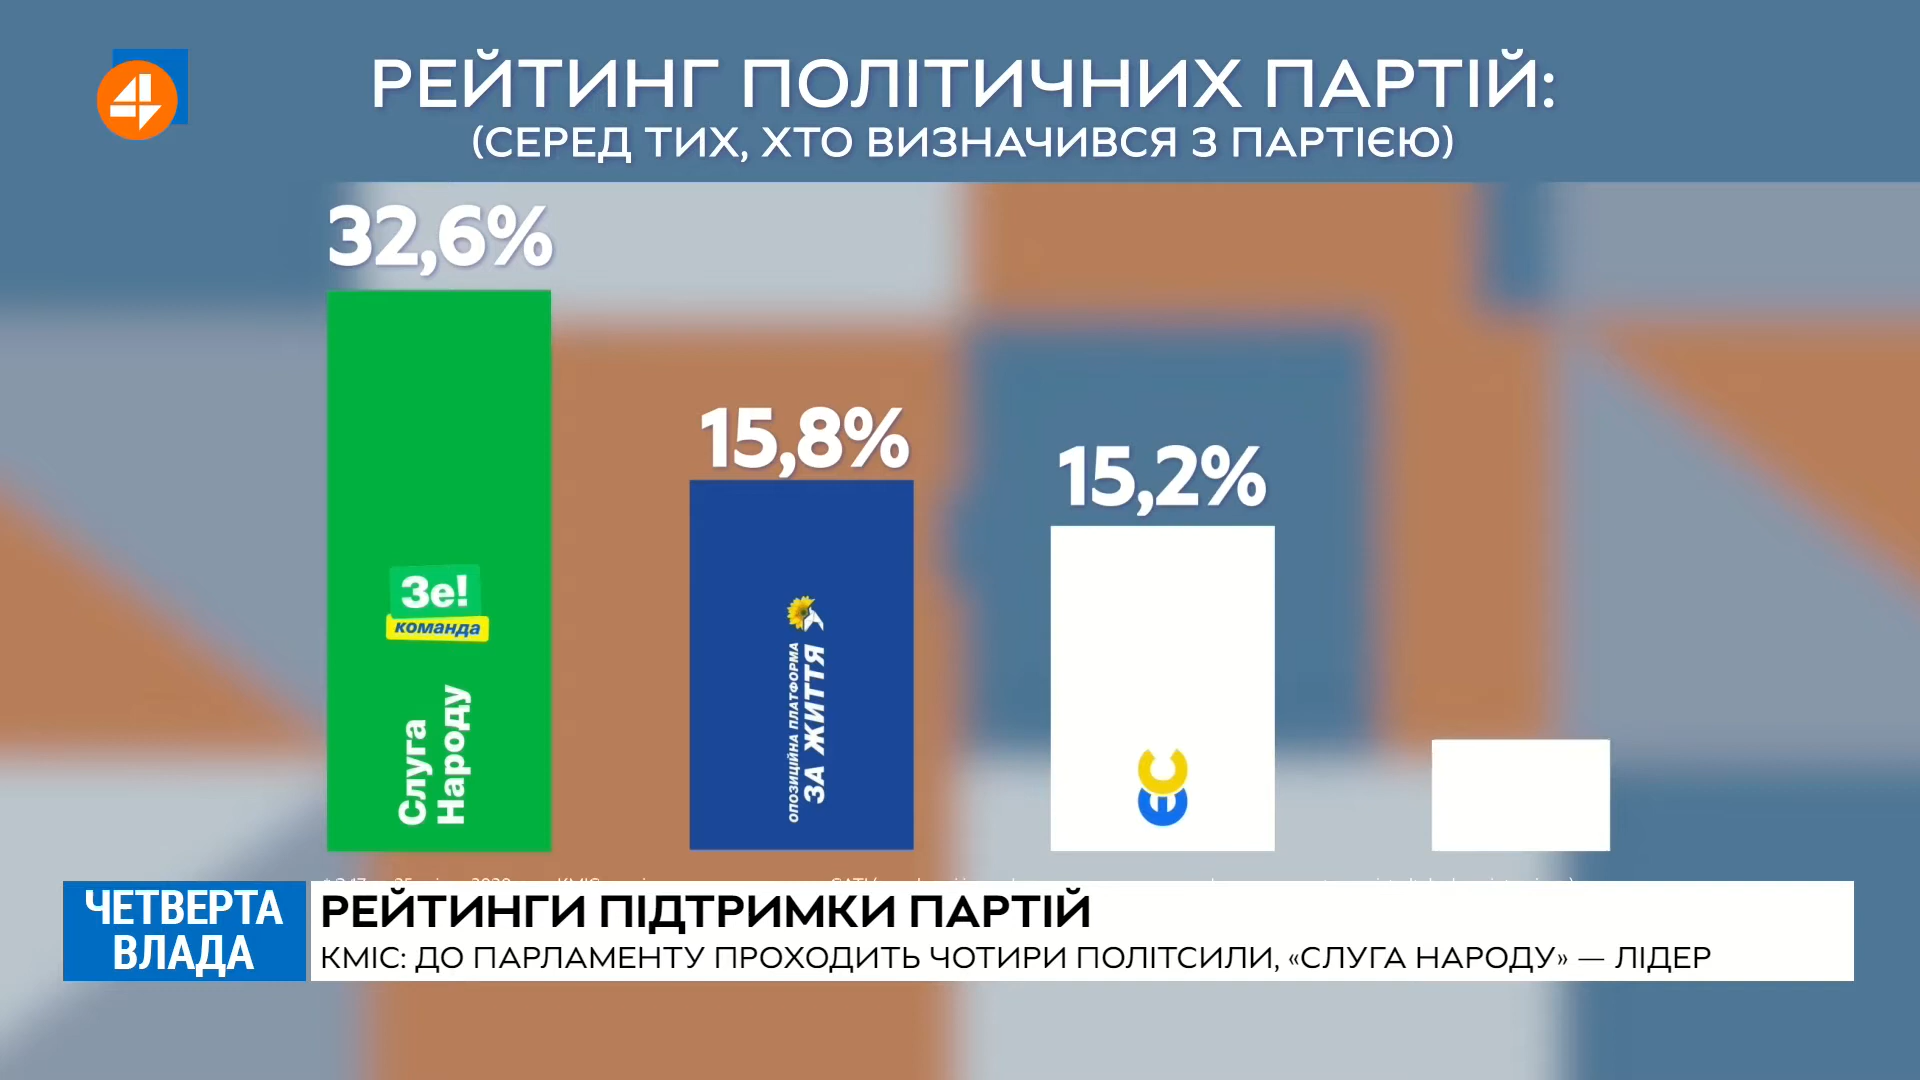 4
РЕЙТИНГ ПОЛІТИЧНИХ ПАРТІЙ:
(СЕРЕД ТИХ, ХТО ВИЗНАЧИВСЯ З ПАРТІЄЮ)
32,6%
15,8%
15,2%
Зе!
команда
Слуга
Народу
ОПОЗИЦІЙНА ПЛАТФОРМА
ЗА ЖИТТЯ
ЄС
ЧЕТВЕРТА
ВЛАДА
РЕЙТИНГИ ПІДТРИМКИ ПАРТІЙ
КМІС: ДО ПАРЛАМЕНТУ ПРОХОДИТЬ ЧОТИРИ ПОЛІТСИЛИ, «СЛУГА НАРОДУ» — ЛІДЕР